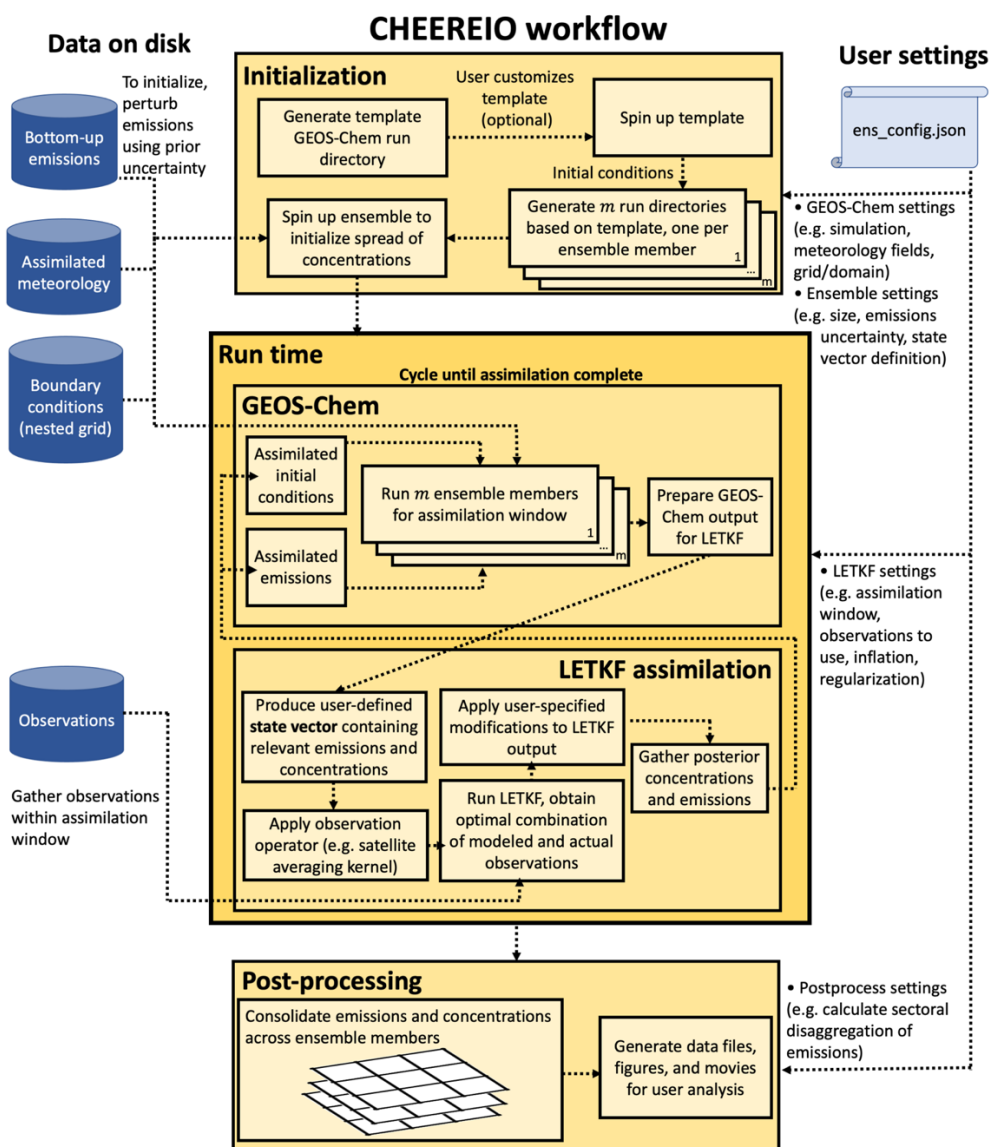 CHEEREIO workflow
Data on disk
To initialize,
perturb
emissions
using prior
uncertainty
Bottom-up
emissions
Assimilated
meteorology
Boundary
conditions
(nested grid)
Observations
Gather observations
within assimilation
window
Initialization
Generate template
GEOS-Chem run
directory
User customizes
template
(optional)
Spin up template
Initial conditions
Generate m run directories
based on template, one per
ensemble member
1
...
m
Spin up ensemble to
initialize spread of
concentrations
Run time
Cycle until assimilation complete
GEOS-Chem
Assimilated
initial
conditions
Assimilated
emissions
Run m ensemble members
for assimilation window
1
...
m
Prepare GEOS-
Chem output
for LETKF
LETKF assimilation
Produce user-defined
state vector containing
relevant emissions and
concentrations
Apply observation
operator (e.g. satellite
averaging kernel)
Run LETKF, obtain
optimal combination
of modeled and actual
observations
Apply user-specified
modifications to LETKF
output
Gather posterior
concentrations
and emissions
Post-processing
Consolidate emissions and concentrations
across ensemble members
Generate data files,
figures, and movies
for user analysis
User settings
ens_config.json
• GEOS-Chem settings
(e.g. simulation,
meteorology fields,
grid/domain)
• Ensemble settings
(e.g. size, emissions
uncertainty, state
vector definition)
• LETKF settings
(e.g. assimilation
window,
observations to
use, inflation,
regularization)
• Postprocess settings
(e.g. calculate sectoral
disaggregation of
emissions)